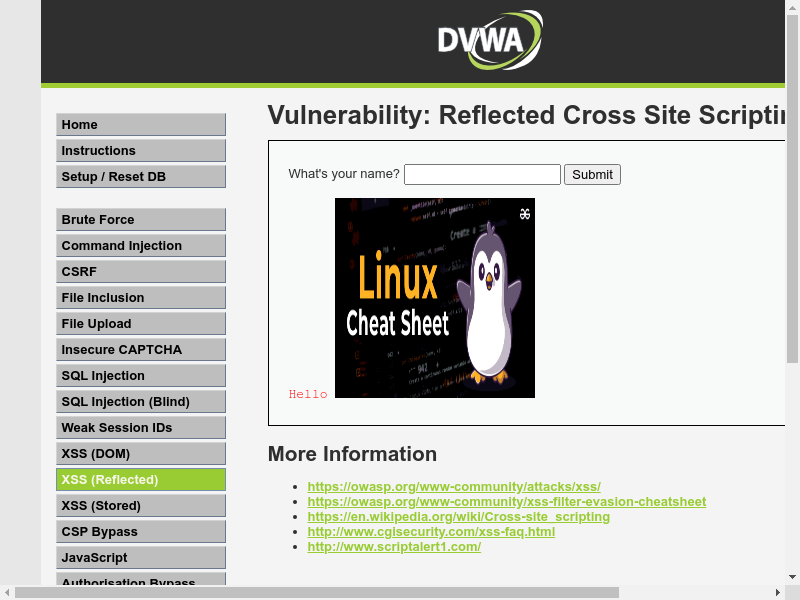 DVWA
Vulnerability: Reflected Cross Site Scriptin
Home
Instructions
Setup / Reset DB
Brute Force
Command Injection
CSRF
File Inclusion
File Upload
Insecure CAPTCHA
SQL Injection
SQL Injection (Blind)
Weak Session IDs
XSS (DOM)
XSS (Reflected)
XSS (Stored)
CSP Bypass
JavaScript
Authorisation Bypass
What's your name? Submit
Linux
Cheat Sheet
Hello
More Information
https://owasp.org/www-community/attacks/xss/
https://owasp.org/www-community/xss-filter-evasion-cheatsheet
https://en.wikipedia.org/wiki/Cross-site_scripting
http://www.cgisecurity.com/xss-faq.html
http://www.scriptalert1.com/